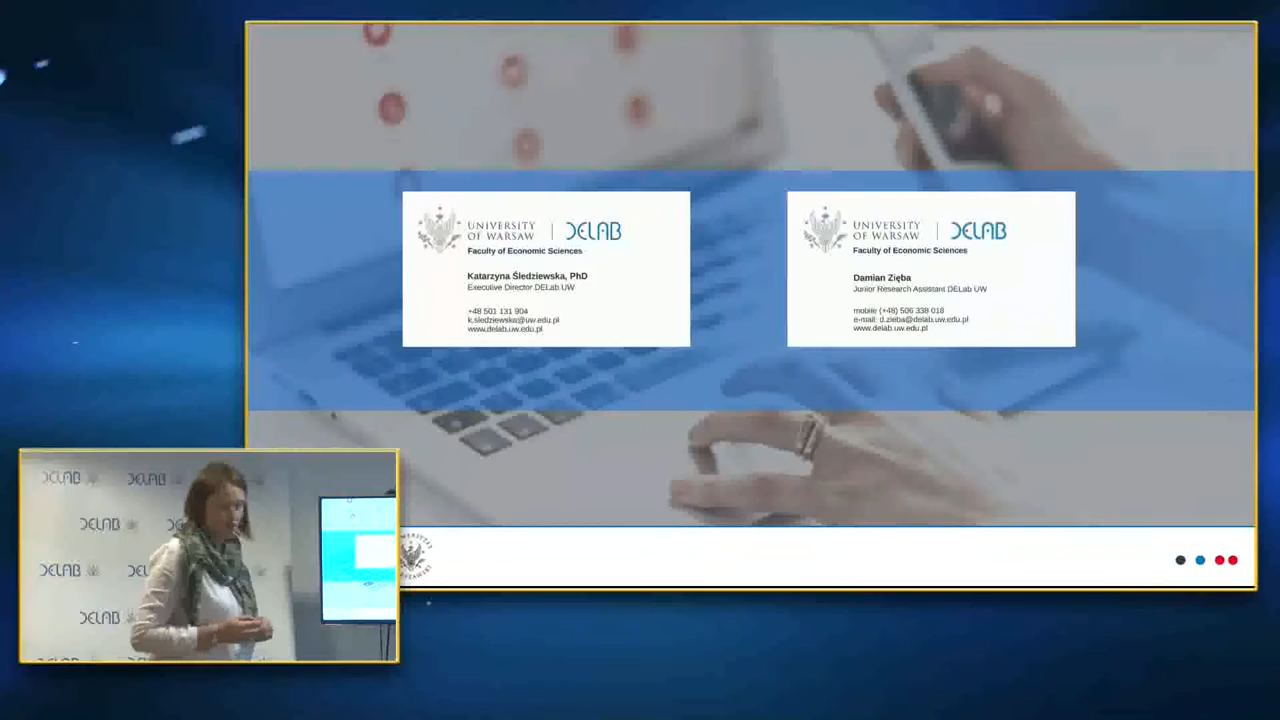 UNIVERSITY
OF WARSAW
DELAB
Faculty of Economic Sciences
Katarzyna Śledziewska, PhD
Executive Director DELab UW
+48 501 131 904
k.sledziewska@uw.edu.pl
www.delab.uw.edu.pl
UNIVERSITY
OF WARSAW
DELAB
Faculty of Economic Sciences
Damian Zięba
Junior Research Assistant DELab UW
mobile (+48) 506 338 018
e-mail: d.zieba@delab.uw.edu.pl
www.delab.uw.edu.pl
DELAB
DELAB
DELAB
DELAB
DELAB